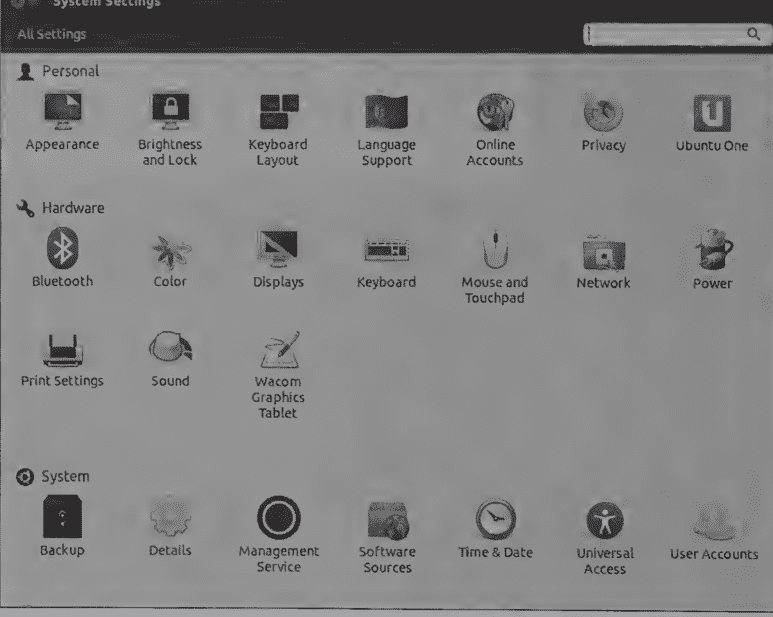 System Settings
All Settings
Personal
Appearance
Brightness
and Lock
Keyboard
Layout
Language
Support
Online
Accounts
Privacy
Ubuntu One
Hardware
Bluetooth
Color
Displays
Keyboard
Mouse and
Touchpad
Network
Power
Print Settings
Sound
Wacom
Graphics
Tablet
System
Backup
Details
Management
Service
Software
Sources
Time & Date
Universal
Access
User Accounts